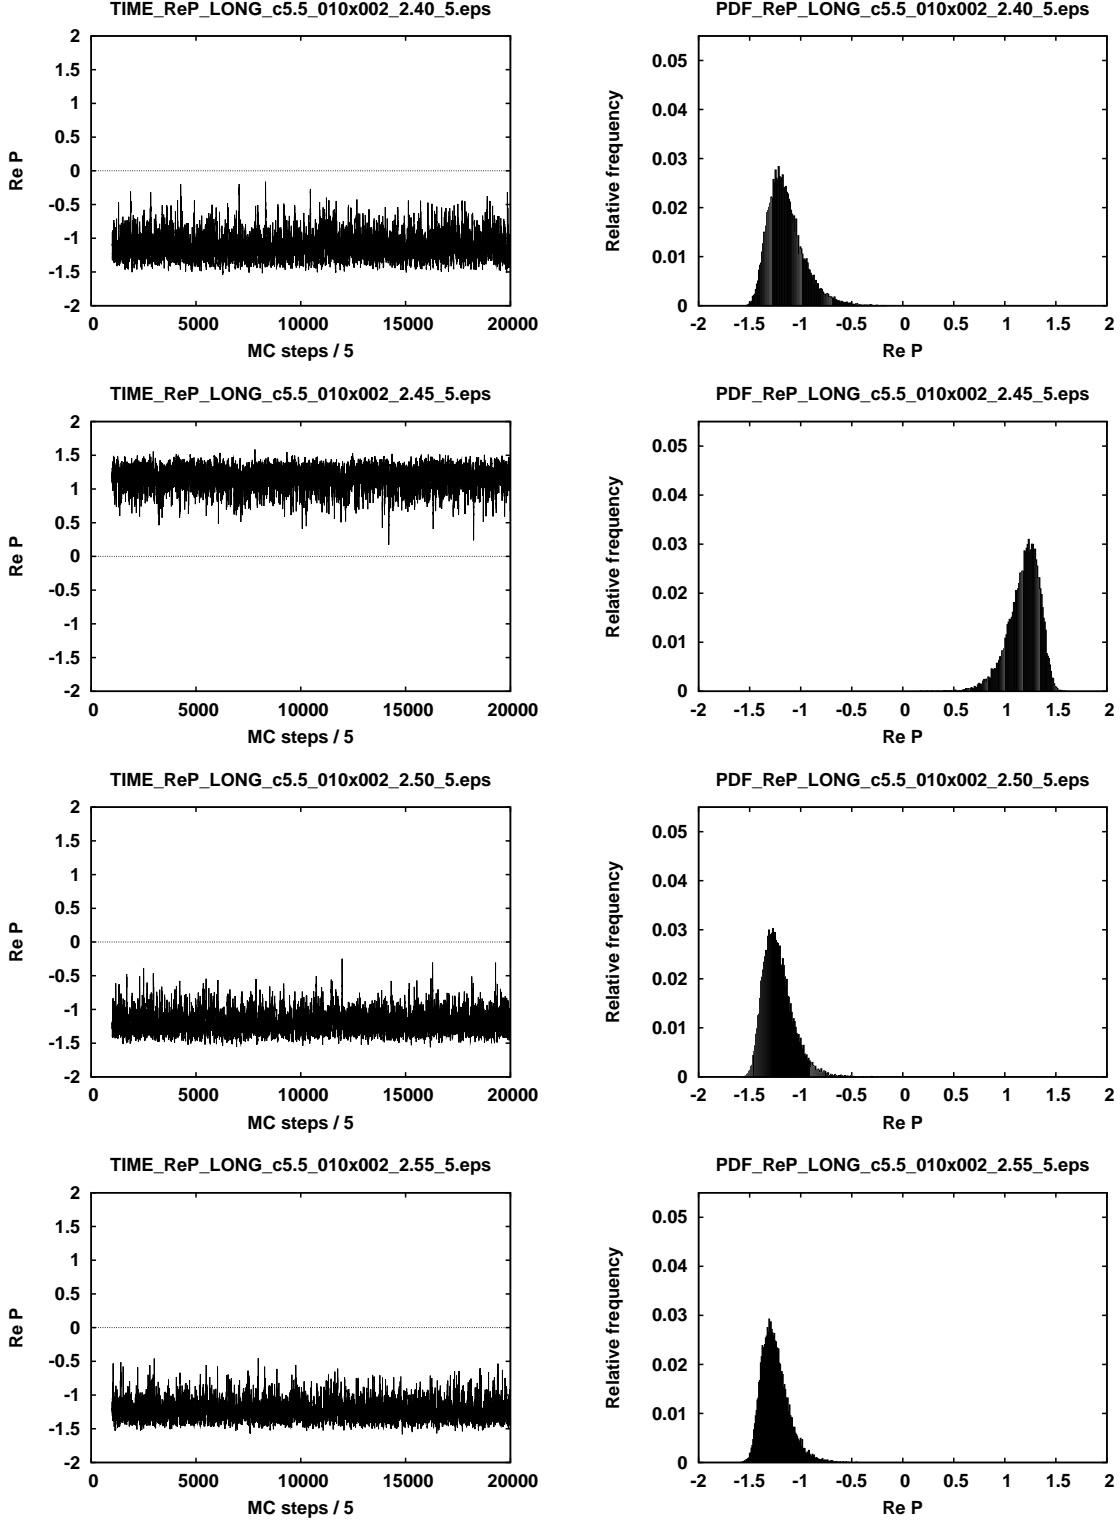 TIME_ReP_LONG_c5.5_010x002_2.40_5.eps
2
1.5
1
0.5
0
-0.5
-1
-1.5
-2
Re P
0 5000 10000 15000 20000
MC steps / 5
PDF_ReP_LONG_c5.5_010x002_2.40_5.eps
0.05
0.04
0.03
0.02
0.01
0
Relative frequency
-2 -1.5 -1 -0.5 0 0.5 1 1.5 2
Re P
TIME_ReP_LONG_c5.5_010x002_2.45_5.eps
2
1.5
1
0.5
0
-0.5
-1
-1.5
-2
Re P
0 5000 10000 15000 20000
MC steps / 5
PDF_ReP_LONG_c5.5_010x002_2.45_5.eps
0.05
0.04
0.03
0.02
0.01
0
Relative frequency
-2 -1.5 -1 -0.5 0 0.5 1 1.5 2
Re P
TIME_ReP_LONG_c5.5_010x002_2.50_5.eps
2
1.5
1
0.5
0
-0.5
-1
-1.5
-2
Re P
0 5000 10000 15000 20000
MC steps / 5
PDF_ReP_LONG_c5.5_010x002_2.50_5.eps
0.05
0.04
0.03
0.02
0.01
0
Relative frequency
-2 -1.5 -1 -0.5 0 0.5 1 1.5 2
Re P
TIME_ReP_LONG_c5.5_010x002_2.55_5.eps
2
1.5
1
0.5
0
-0.5
-1
-1.5
-2
Re P
0 5000 10000 15000 20000
MC steps / 5
PDF_ReP_LONG_c5.5_010x002_2.55_5.eps
0.05
0.04
0.03
0.02
0.01
0
Relative frequency
-2 -1.5 -1 -0.5 0 0.5 1 1.5 2
Re P